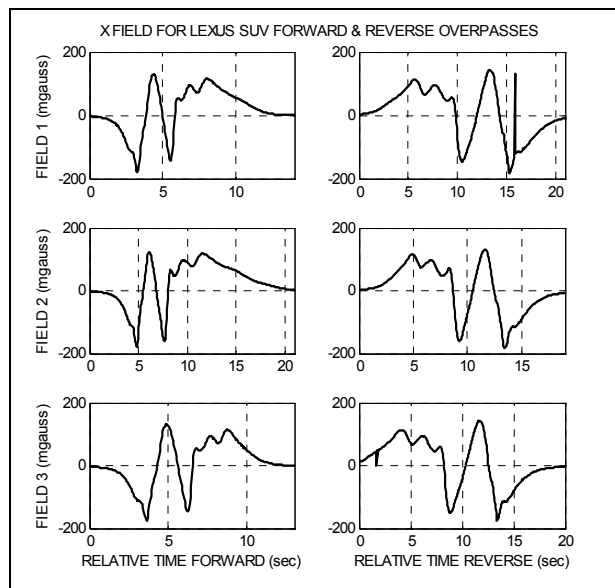 X FIELD FOR LEXUS SUV FORWARD & REVERSE OVERPASSES
200
0
-200
FIELD 1 (mgauss)
0 5 10
200
0
-200
0 5 10 15 20
200
0
-200
FIELD 2 (mgauss)
0 5 10 15 20
200
0
-200
0 5 10 15
200
0
-200
FIELD 3 (mgauss)
0 5 10
RELATIVE TIME FORWARD (sec)
200
0
-200
0 5 10 15 20
RELATIVE TIME REVERSE (sec)